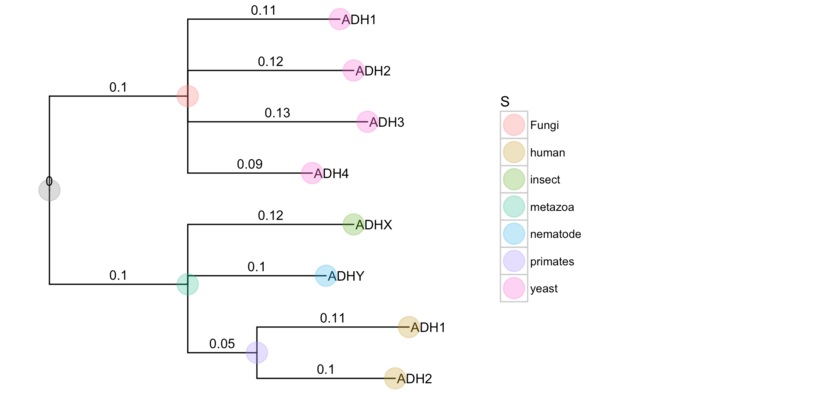 0.11
ADH1
0.12
ADH2
0.1
0.13
ADH3
0.09
ADH4
0
0.12
ADHX
0.1
0.1
ADHY
0.11
ADH1
0.05
0.1
ADH2
S
Fungi
human
insect
metazoa
nematode
primates
yeast